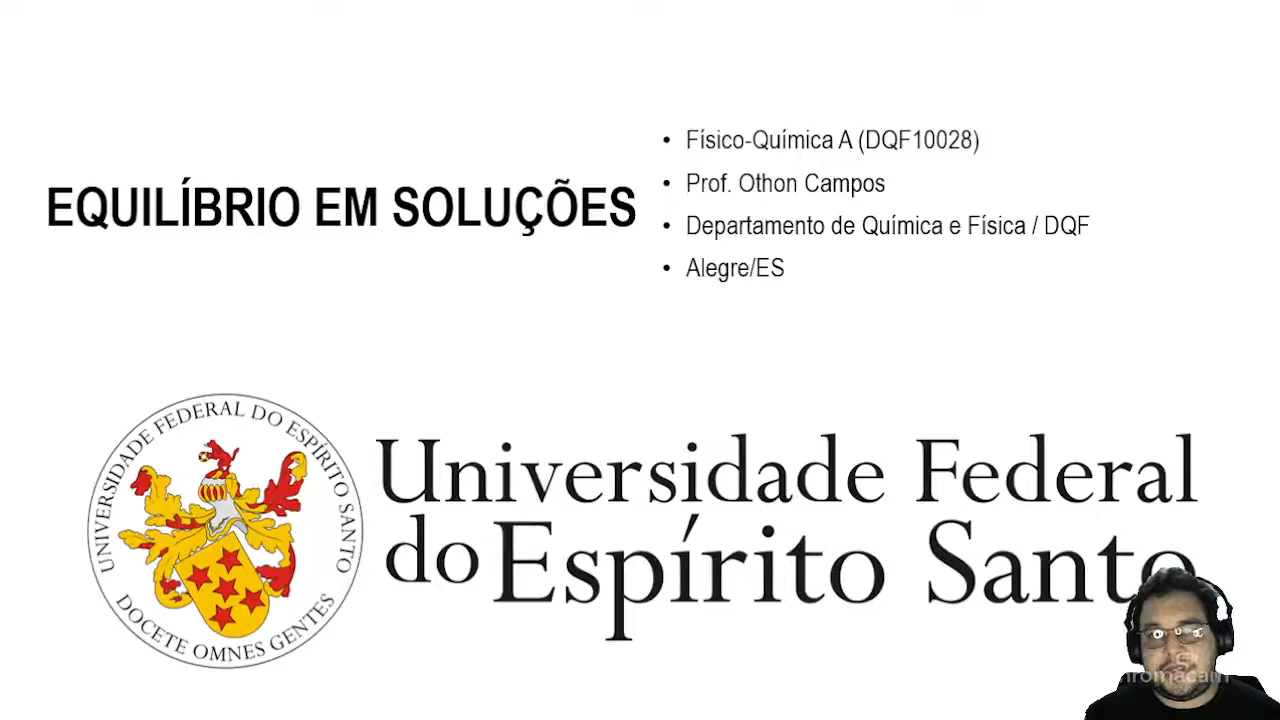 EQUILÍBRIO EM SOLUÇÕES
• Físico-Química A (DQF10028)
• Prof. Othon Campos
• Departamento de Química e Física / DQF
• Alegre/ES
UNIVERSIDADE FEDERAL DO ESPÍRITO SANTO
DOCETE OMNES GENTES
Universidade Federal
do Espírito Santo